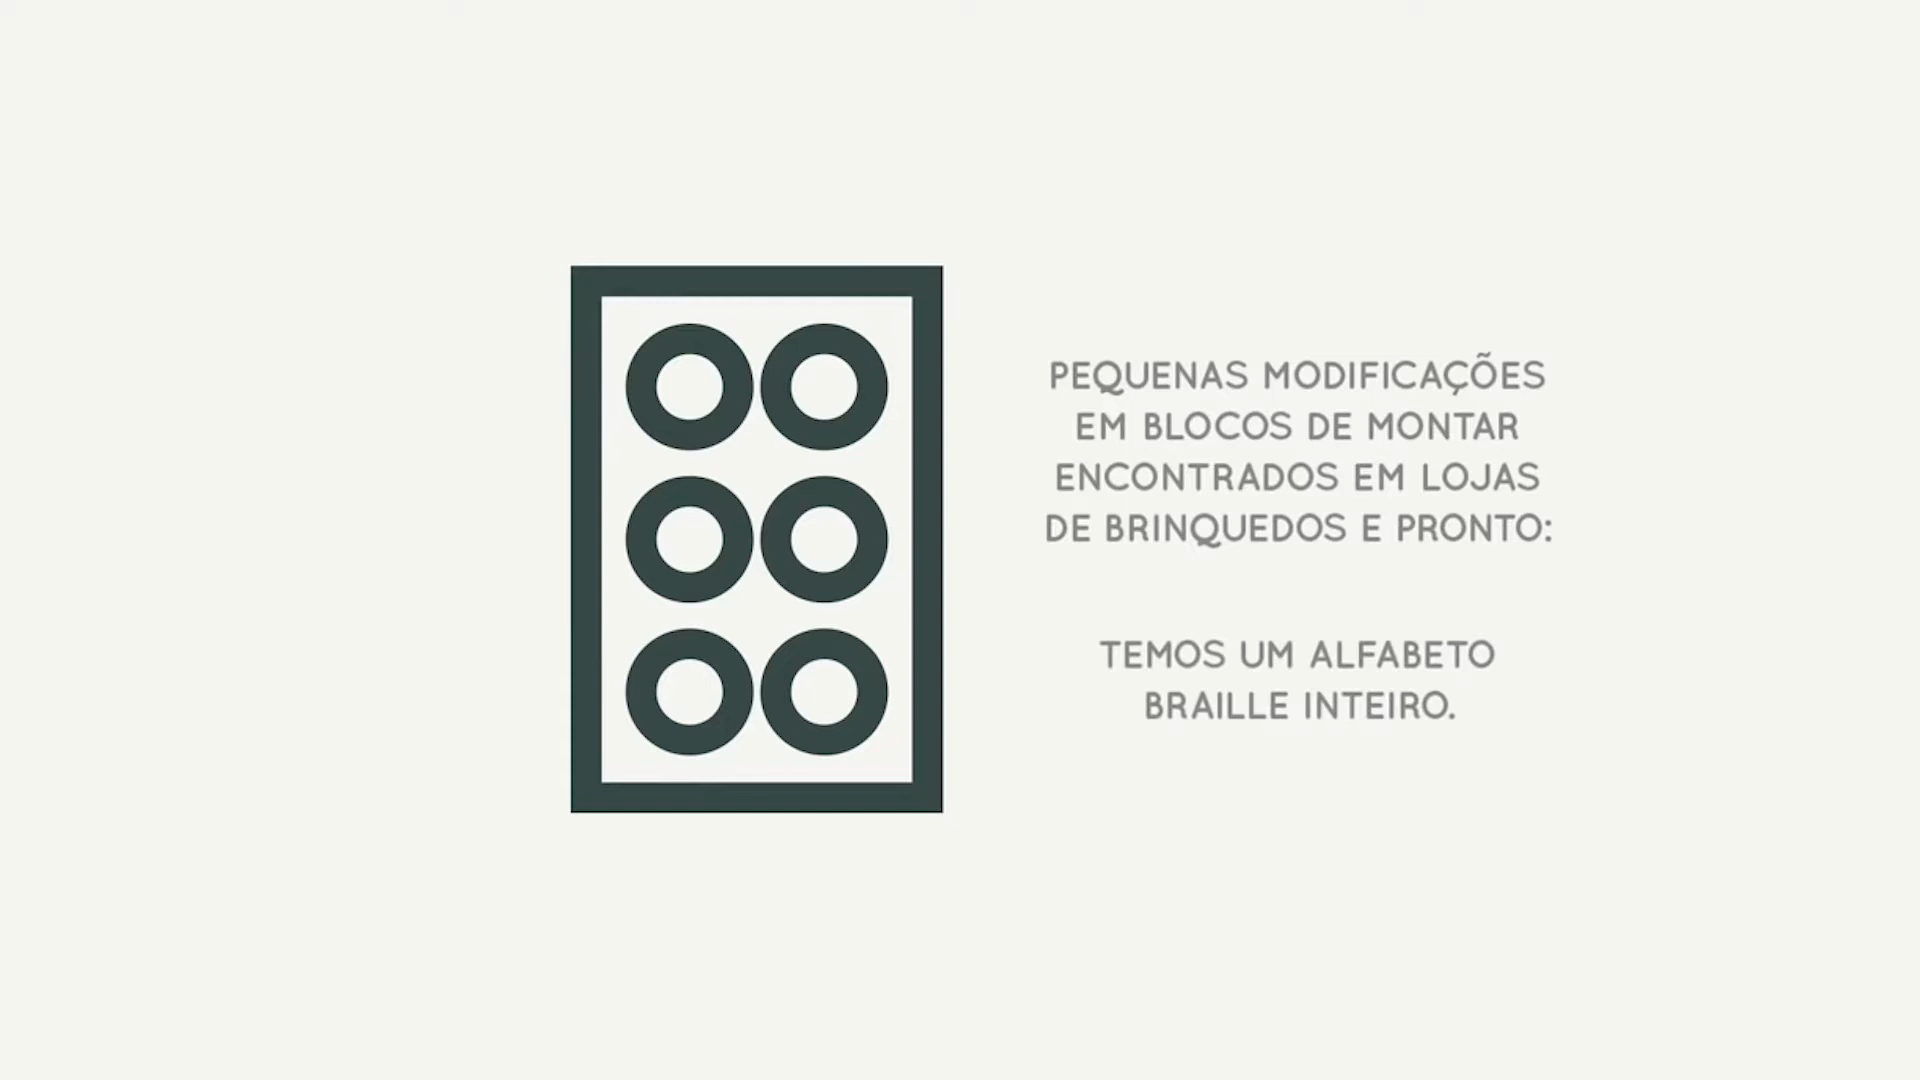 PEQUENAS MODIFICAÇÕES
EM BLOCOS DE MONTAR
ENCONTRADOS EM LOJAS
DE BRINQUEDOS E PRONTO:
TEMOS UM ALFABETO
BRAILLE INTEIRO.